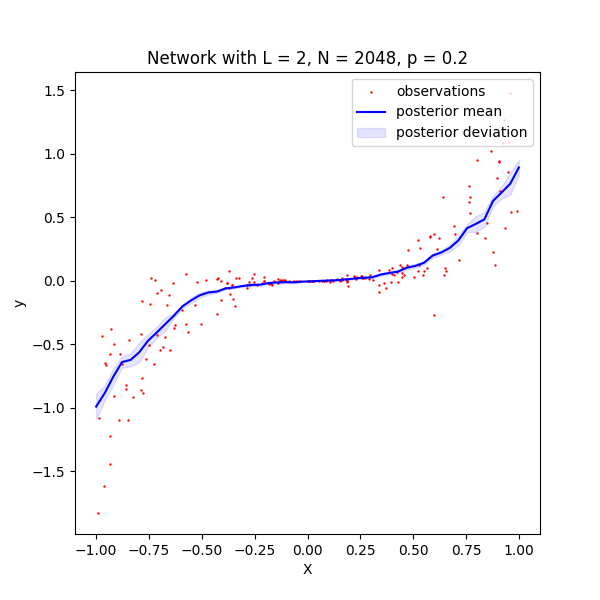 Network with L = 2, N = 2048, p = 0.2
observations
posterior mean
posterior deviation
1.5
1.0
0.5
0.0
−0.5
−1.0
−1.5
y
−1.00 −0.75 −0.50 −0.25 0.00 0.25 0.50 0.75 1.00
X